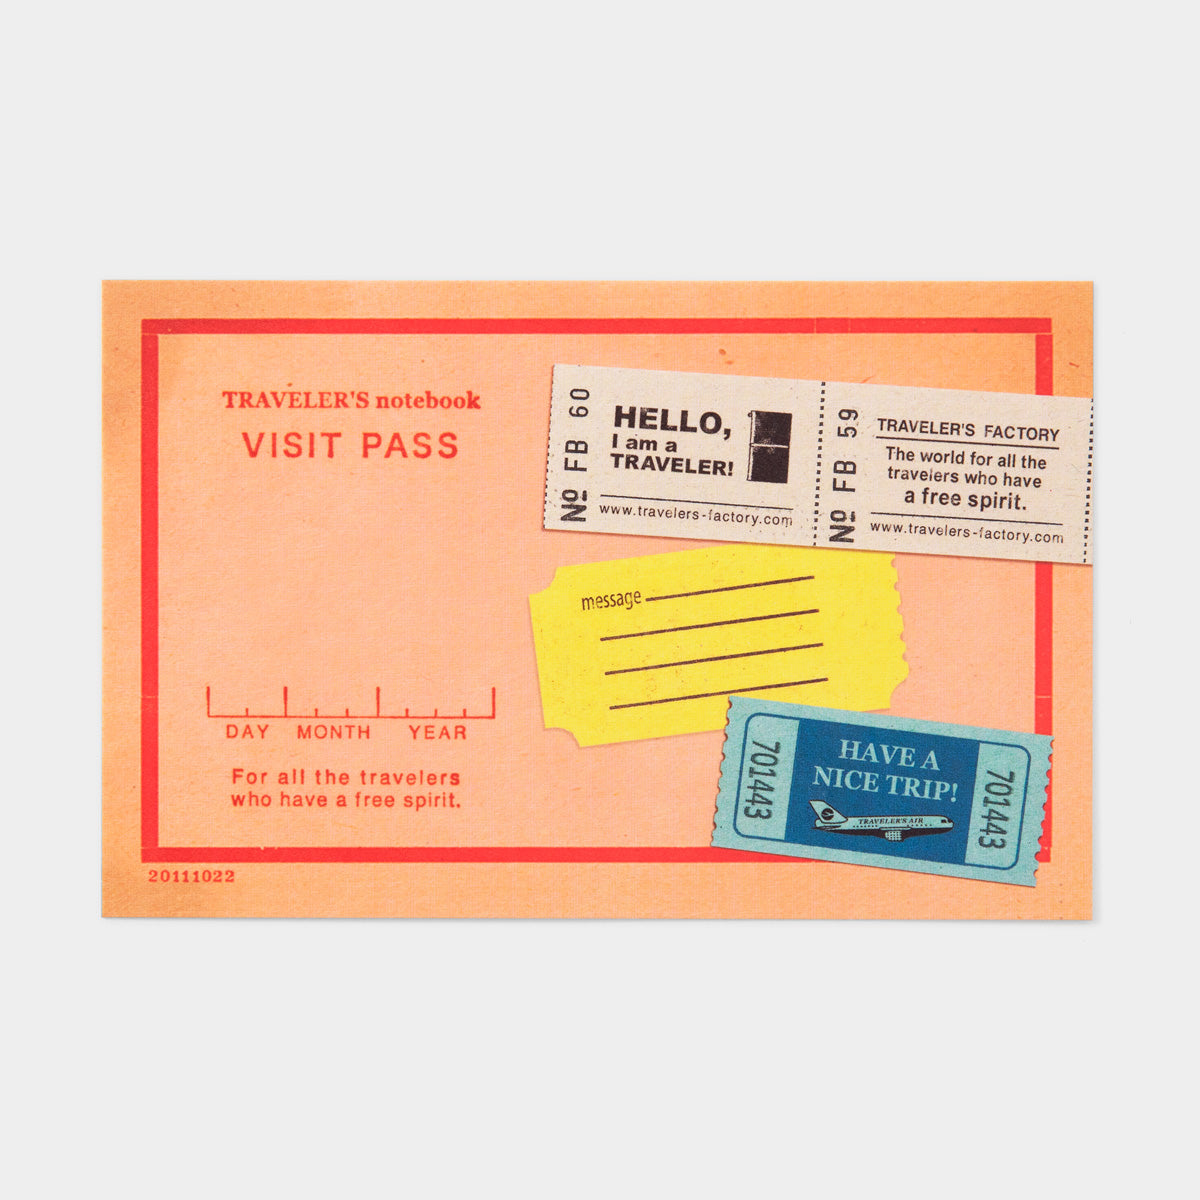 TRAVELER'S notebook
VISIT PASS
DAY MONTH YEAR
For all the travelers
who have a free spirit.
20111022
No FB 60
HELLO,
I am a
TRAVELER!
www.travelers-factory.com
No FB 59
TRAVELER'S FACTORY
The world for all the
travelers who have
a free spirit.
www.travelers-factory.com
message
701443
HAVE A
NICE TRIP!
TRAVELER'S AIR
701443